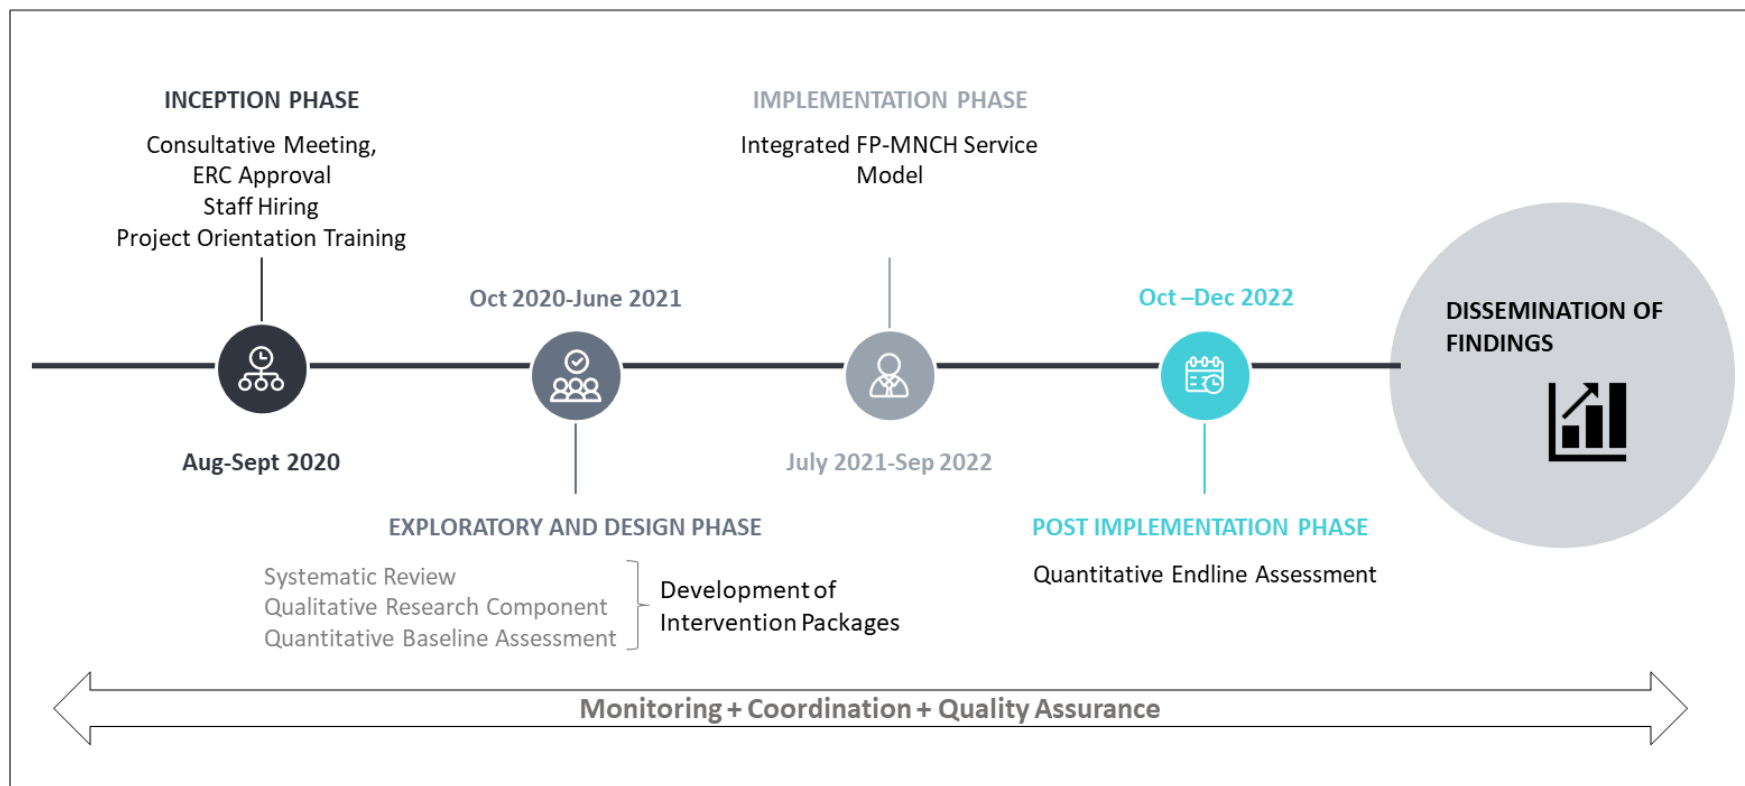 INCEPTION PHASE
Consultative Meeting,
ERC Approval
Staff Hiring
Project Orientation Training
Aug-Sept 2020
Oct 2020-June 2021
EXPLORATORY AND DESIGN PHASE
Systematic Review
Qualitative Research Component
Quantitative Baseline Assessment
Development of
Intervention Packages
IMPLEMENTATION PHASE
Integrated FP-MNCH Service
Model
July 2021-Sep 2022
Oct –Dec 2022
POST IMPLEMENTATION PHASE
Quantitative Endline Assessment
DISSEMINATION OF
FINDINGS
Monitoring + Coordination + Quality Assurance